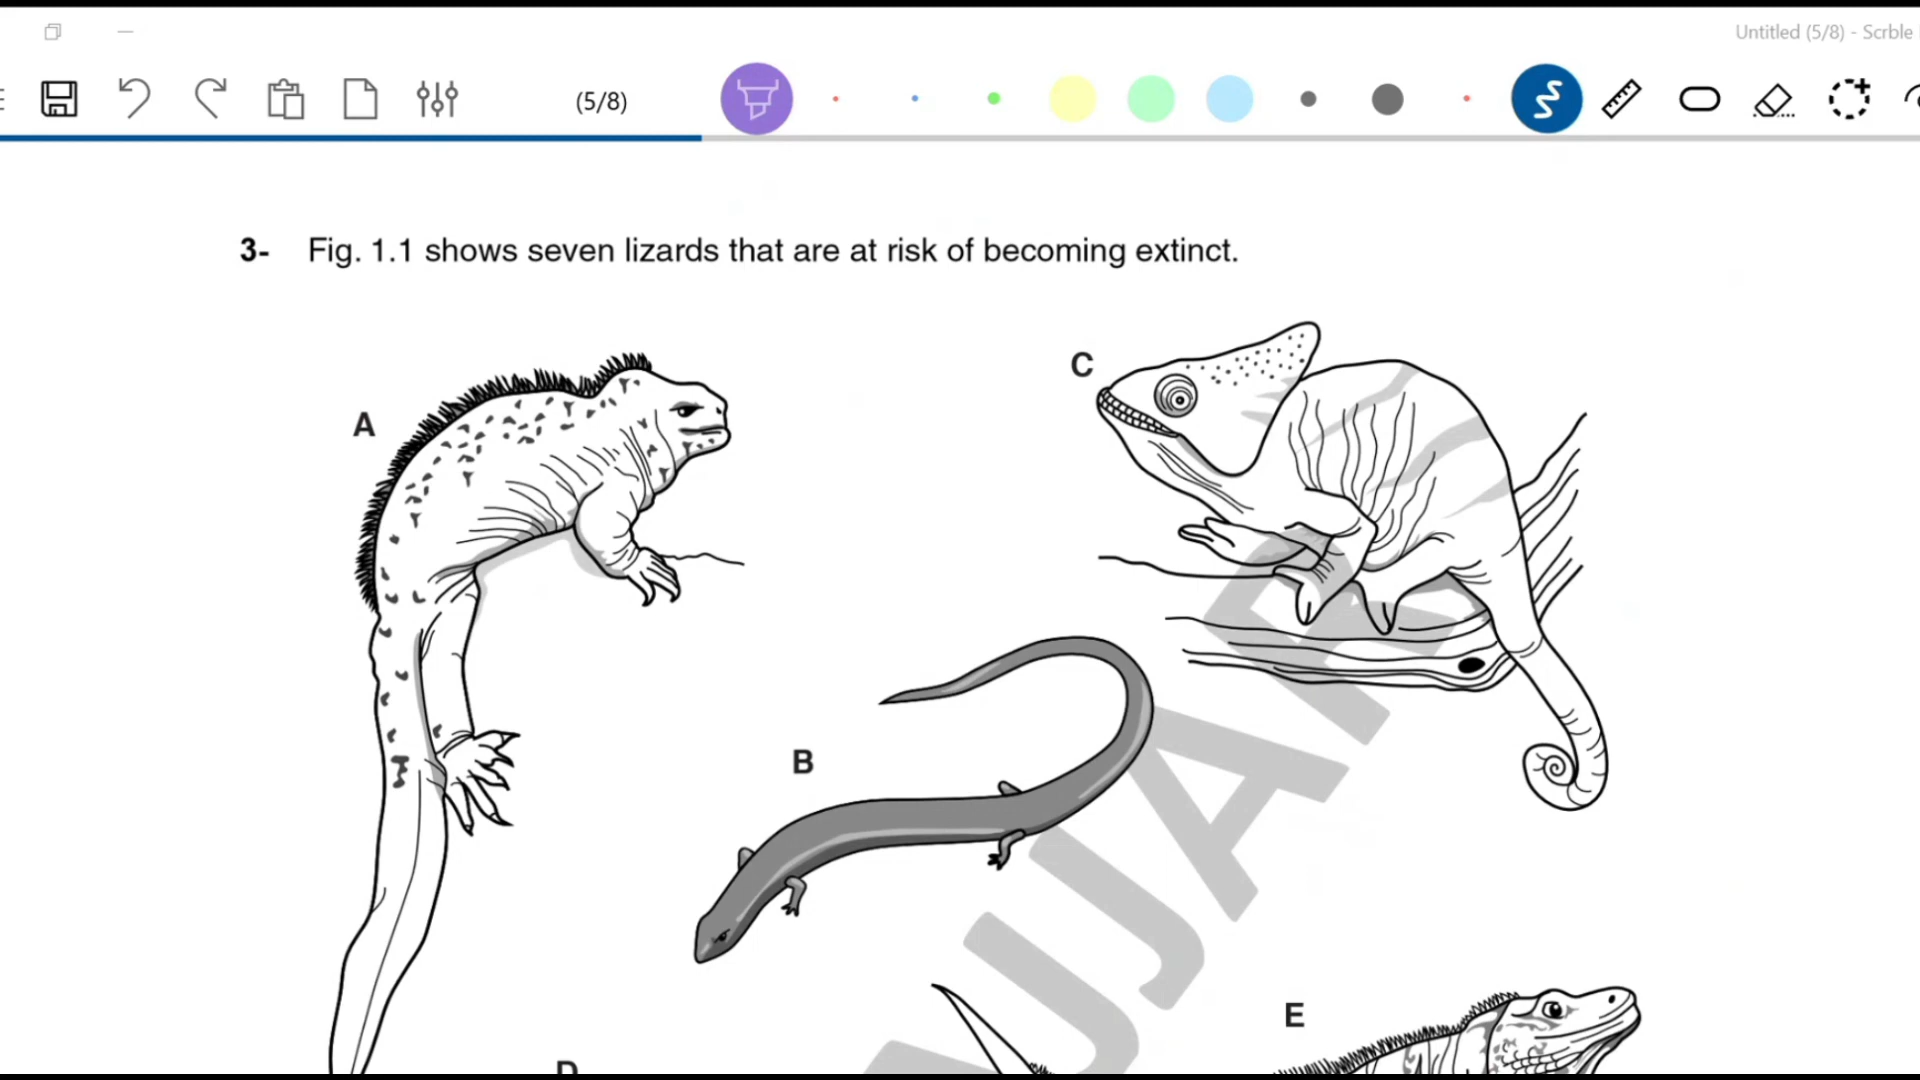 Untitled (5/8) - Scrble
(5/8)
3- Fig. 1.1 shows seven lizards that are at risk of becoming extinct.
C
A
B
E
D